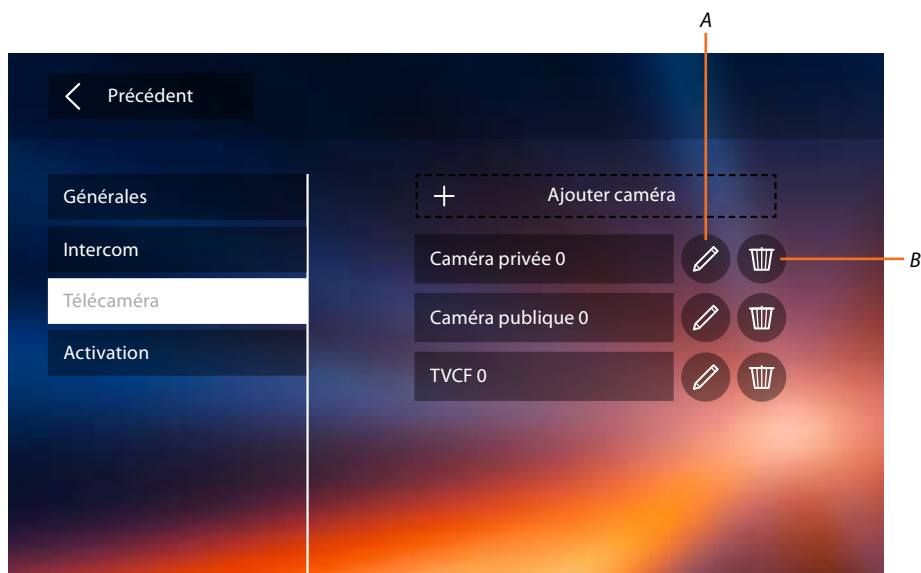 A
Précédent
Générales
Intercom
Télécaméra
Activation
Ajouter caméra
Caméra privée 0
B
Caméra publique 0
TVCF 0